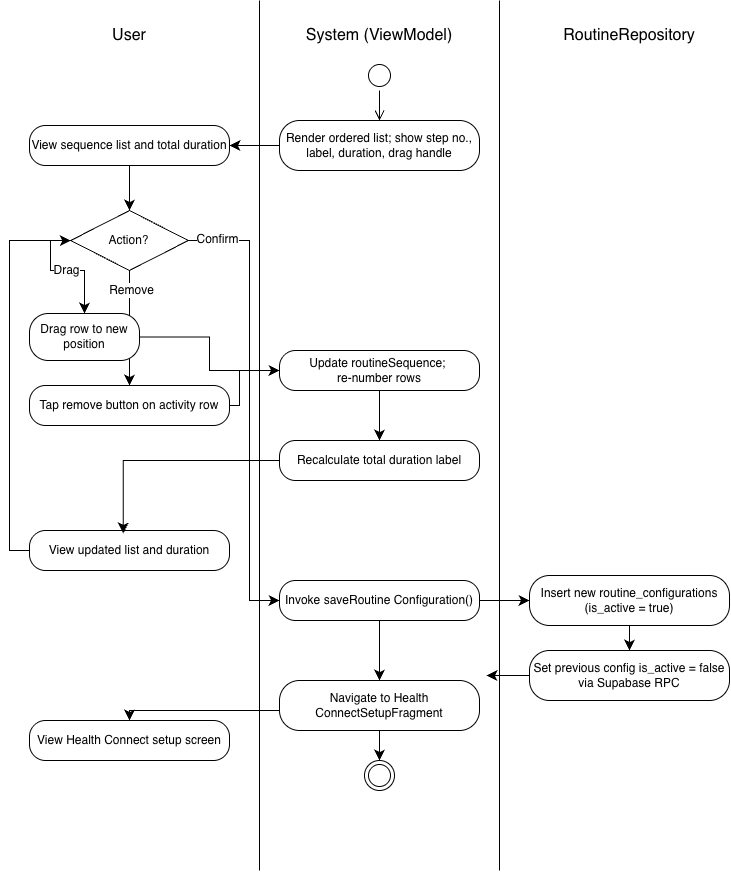 User
System (ViewModel)
RoutineRepository
View sequence list and total duration
Render ordered list; show step no.,
label, duration, drag handle
Action?
Confirm
Drag
Remove
Drag row to new
position
Update routineSequence;
re-number rows
Tap remove button on activity row
Recalculate total duration label
View updated list and duration
Invoke saveRoutine Configuration()
Insert new routine_configurations
(is_active = true)
Set previous config is_active = false
via Supabase RPC
Navigate to Health
ConnectSetupFragment
View Health Connect setup screen